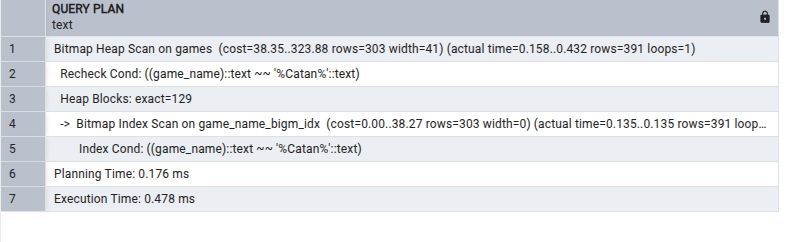 QUERY PLAN
text
1 Bitmap Heap Scan on games (cost=38.35..323.88 rows=303 width=41) (actual time=0.158..0.432 rows=391 loops=1)
2 Recheck Cond: ((game_name)::text ~~ '%Catan%'::text)
3 Heap Blocks: exact=129
4 -> Bitmap Index Scan on game_name_bigm_idx (cost=0.00..38.27 rows=303 width=0) (actual time=0.135..0.135 rows=391 loop...
5 Index Cond: ((game_name)::text ~~ '%Catan%'::text)
6 Planning Time: 0.176 ms
7 Execution Time: 0.478 ms